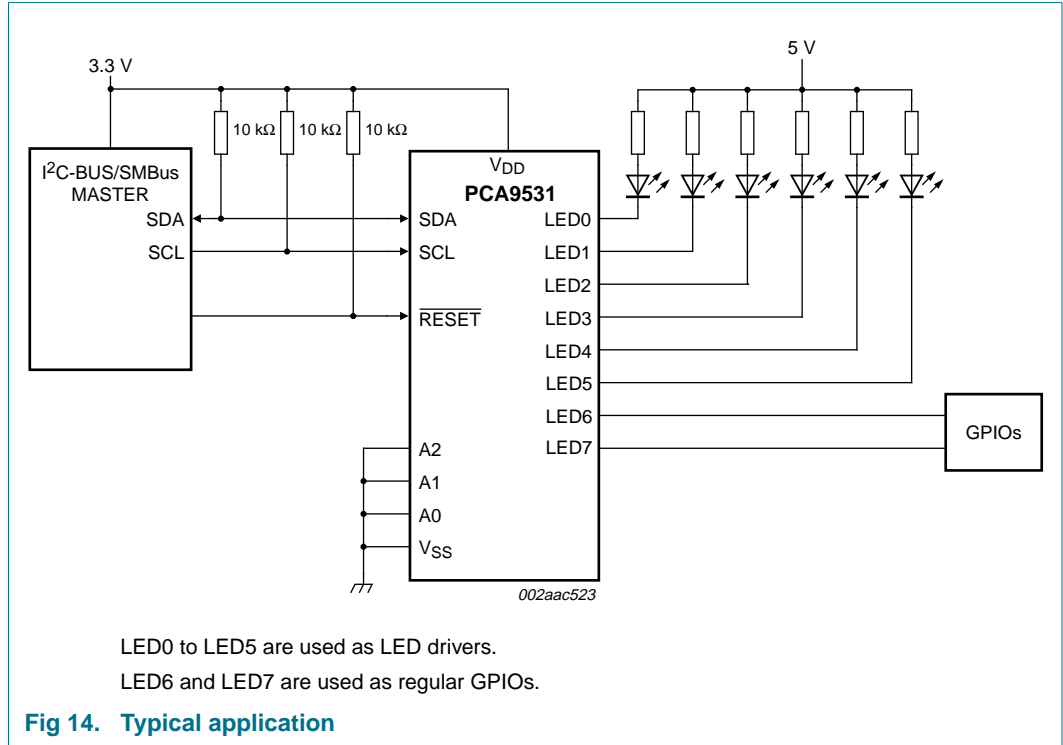 3.3 V
5 V
10 kΩ
10 kΩ
10 kΩ
I²C-BUS/SMBus
MASTER
SDA
SCL
VDD
PCA9531
SDA
SCL
RESET
A2
A1
A0
VSS
LED0
LED1
LED2
LED3
LED4
LED5
LED6
LED7
GPIOs
002aac523
LED0 to LED5 are used as LED drivers.
LED6 and LED7 are used as regular GPIOs.
Fig 14. Typical application